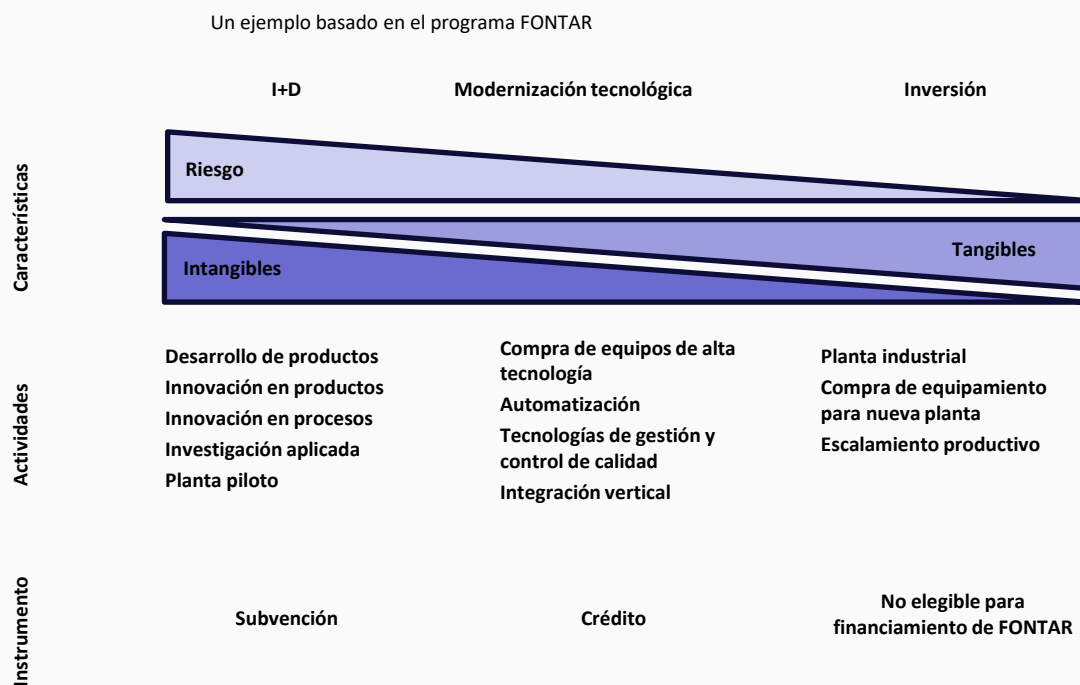 Un ejemplo basado en el programa FONTAR
I+D
Modernización tecnológica
Inversión
Características
Riesgo
Tangibles
Intangibles
Actividades
Desarrollo de productos
Innovación en productos
Innovación en procesos
Investigación aplicada
Planta piloto
Compra de equipos de alta
tecnología
Automatización
Tecnologías de gestión y
control de calidad
Integración vertical
Planta industrial
Compra de equipamiento
para nueva planta
Escalamiento productivo
Instrumento
Subvención
Crédito
No elegible para
financiamiento de FONTAR